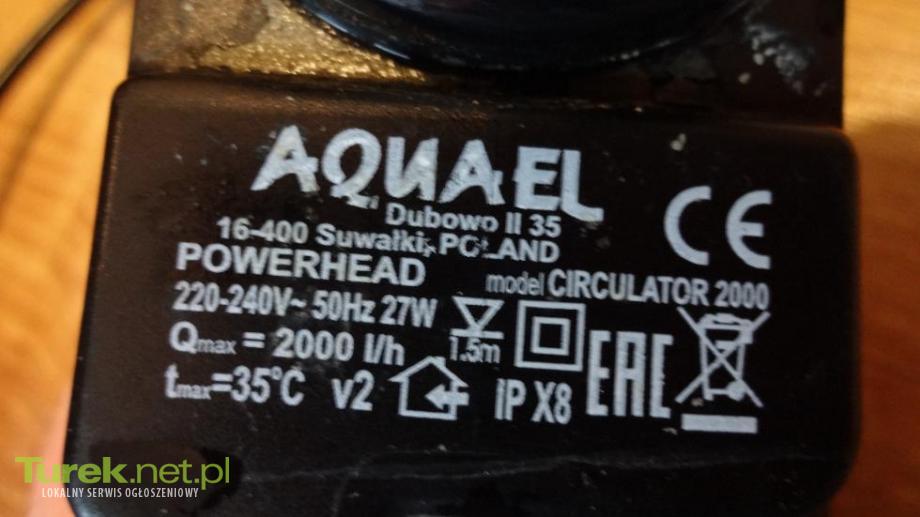 AQUAEL
Dubowo II 35
16-400 Suwałki, POLAND
POWERHEAD
model CIRCULATOR 2000
220-240V~ 50Hz 27W
1.5m
Qmax = 2000 l/h
tmax=35°C v2
iP X8
EAC
CE
Turek.net.pl
LOKALNY SERWIS OGŁOSZENIOWY